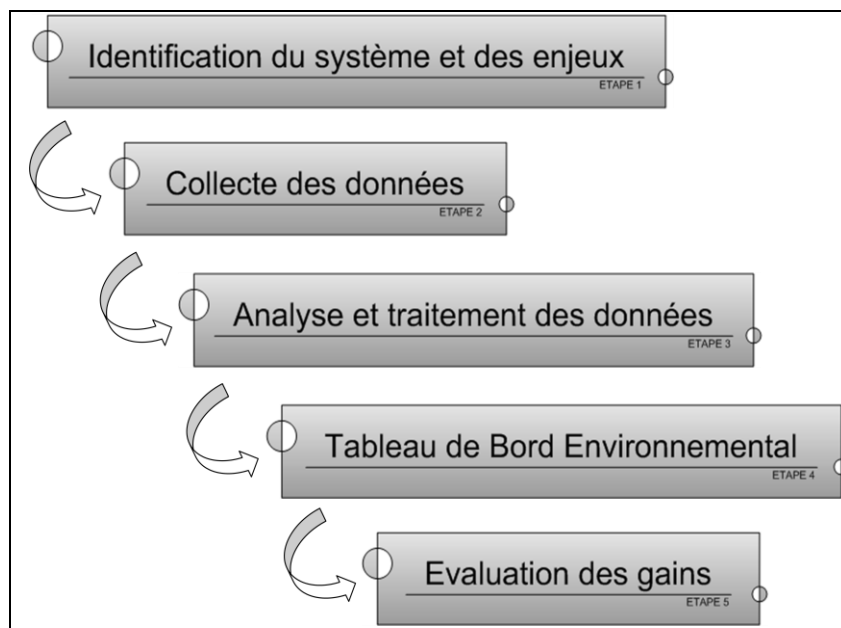 Identification du système et des enjeux
ETAPE 1
Collecte des données
ETAPE 2
Analyse et traitement des données
ETAPE 3
Tableau de Bord Environnemental
ETAPE 4
Evaluation des gains
ETAPE 5